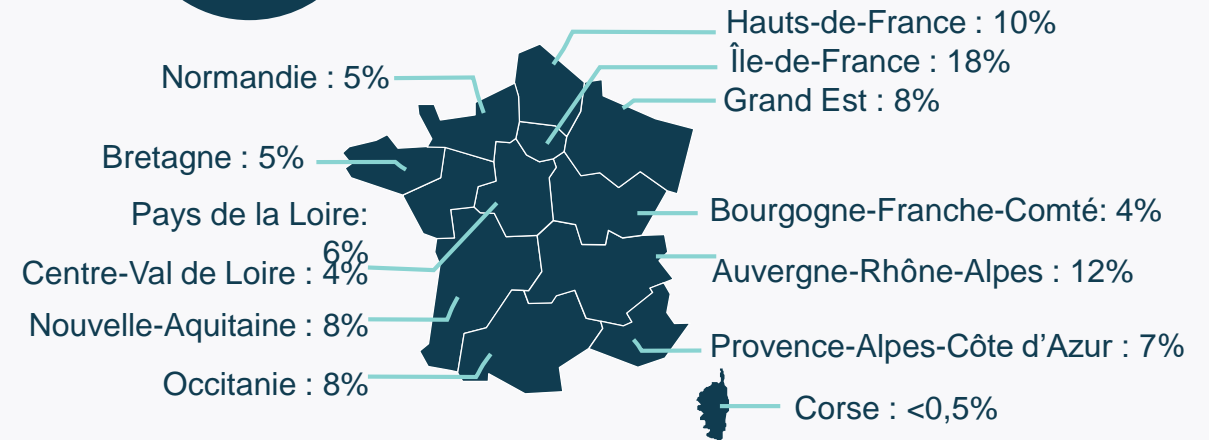 Hauts-de-France : 10%
Île-de-France : 18%
Grand Est : 8%
Normandie : 5%
Bretagne : 5%
Pays de la Loire:
6%
Centre-Val de Loire : 4%
Nouvelle-Aquitaine : 8%
Occitanie : 8%
Bourgogne-Franche-Comté: 4%
Auvergne-Rhône-Alpes : 12%
Provence-Alpes-Côte d’Azur : 7%
Corse : <0,5%